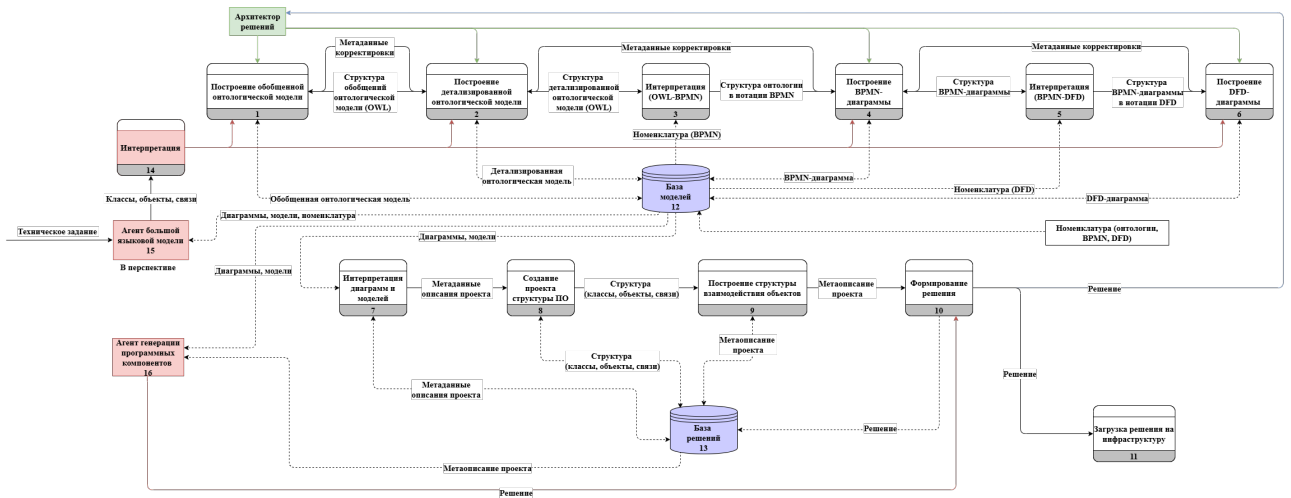 Архитектор
решений
Метаданные
корректировки
Метаданные корректировки
Метаданные корректировки
Построение обобщенной
онтологической модели
1
Структура
обобщений
онтологической
модели (OWL)
Построение
детализированной
онтологической модели
2
Структура
детализированной
онтологической
модели (OWL)
Интерпретация
(OWL-BPMN)
3
Структура онтологии
в нотации BPMN
Построение
BPMN-
диаграммы
4
Структура
BPMN-диаграммы
Интерпретация
(BPMN-DFD)
5
Структура
BPMN-диаграммы
в нотации DFD
Построение
DFD-
диаграммы
6
Номенклатура (BPMN)
Интерпретация
14
Детализированная
онтологическая модель
База
моделей
12
BPMN-диаграмма
Номенклатура (DFD)
Классы, объекты, связи
Обобщенная онтологическая модель
DFD-диаграмма
Диаграммы, модели, номенклатура
Техническое задание
Агент большой
языковой модели
15
В перспективе
Диаграммы, модели
Номенклатура (онтологии,
BPMN, DFD)
Диаграммы, модели
Интерпретация
диаграмм и
моделей
7
Метаданные
описания проекта
Создание
проекта
структуры ПО
8
Структура
(классы, объекты, связи)
Построение структуры
взаимодействия объектов
9
Метаописание
проекта
Формирование
решения
10
Решение
Агент генерации
программных
компонентов
16
Метаописание
проекта
Структура
(классы, объекты, связи)
Метаданные
описания проекта
Решение
База
решений
13
Решение
Загрузка решения на
инфраструктуру
11
Метаописание проекта
Решение